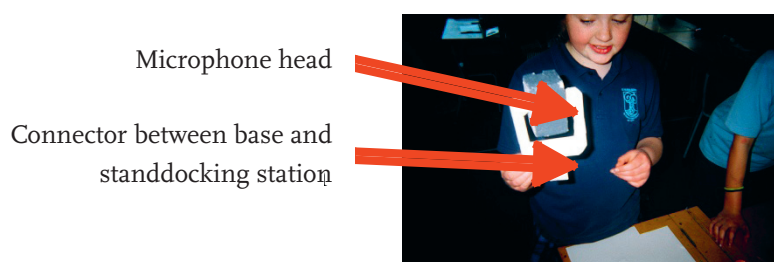 Microphone head
Connector between base and
standdocking station